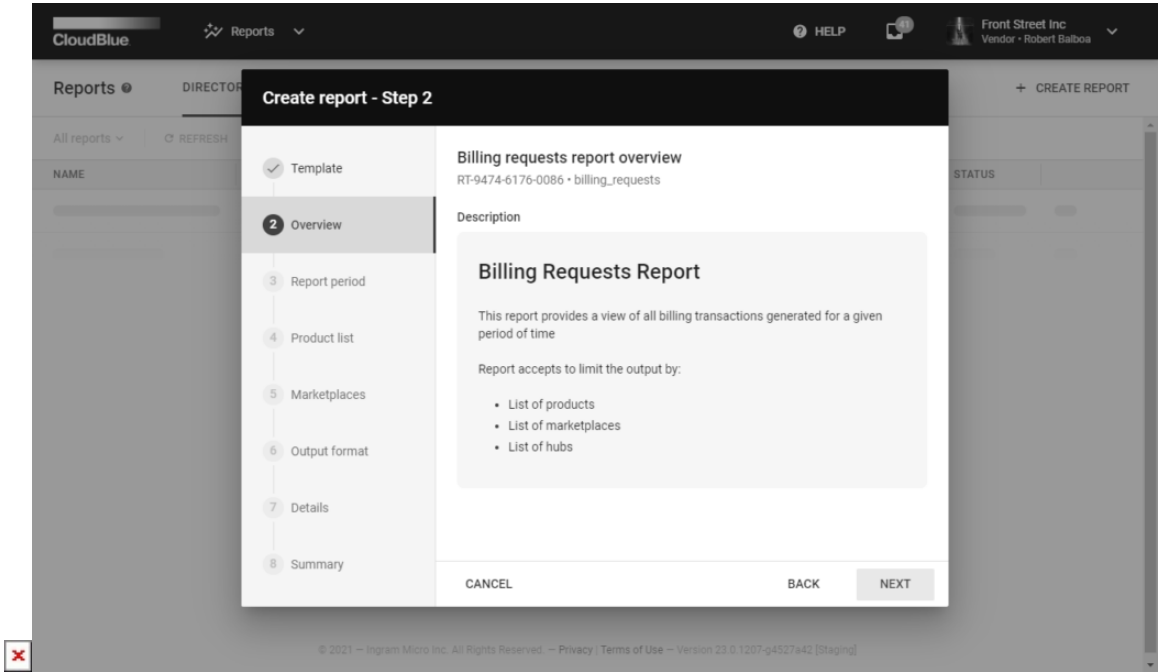 CloudBlue
Reports
HELP
41
Front Street Inc
Vendor • Robert Balboa
Reports
DIRECTOR
+ CREATE REPORT
All reports
REFRESH
NAME
STATUS
Create report - Step 2
Template
2 Overview
3 Report period
4 Product list
5 Marketplaces
6 Output format
7 Details
8 Summary
Billing requests report overview
RT-9474-6176-0086 • billing_requests
Description
Billing Requests Report
This report provides a view of all billing transactions generated for a given
period of time
Report accepts to limit the output by:
• List of products
• List of marketplaces
• List of hubs
CANCEL
BACK
NEXT
© 2021 — Ingram Micro Inc. All Rights Reserved. — Privacy | Terms of Use — Version 23.0.1207-g4527a42 [Staging]